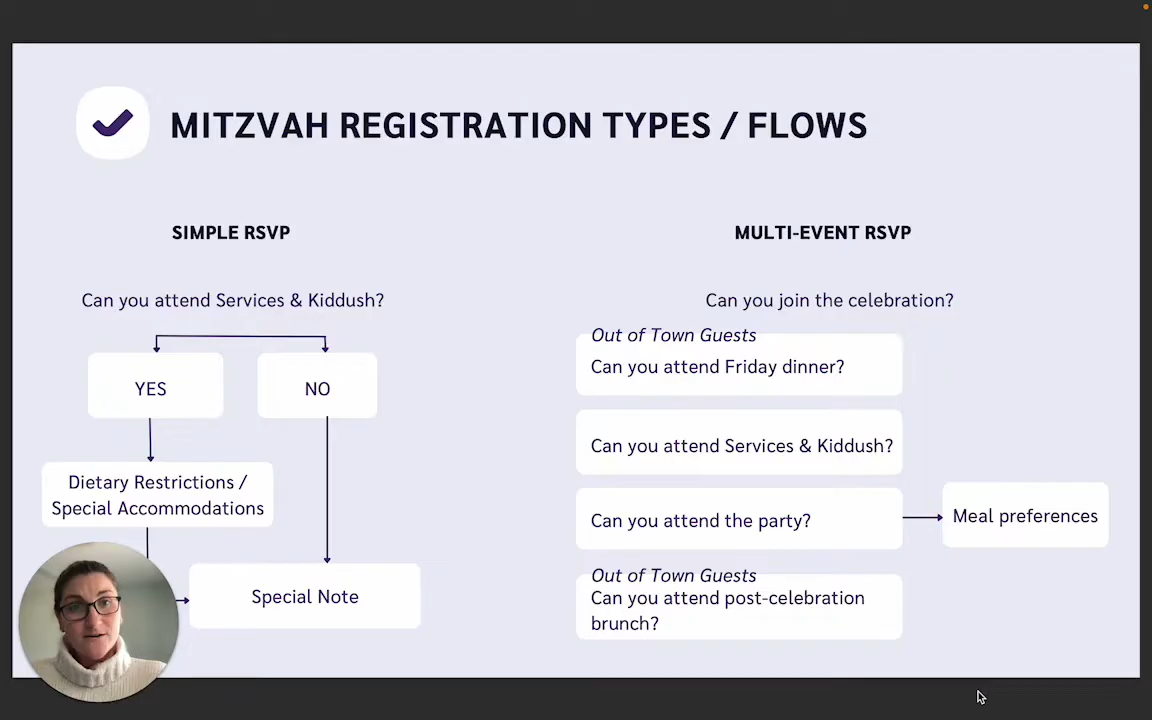 MITZVAH REGISTRATION TYPES / FLOWS
SIMPLE RSVP
Can you attend Services & Kiddush?
YES
NO
Dietary Restrictions /
Special Accommodations
Special Note
MULTI-EVENT RSVP
Can you join the celebration?
Out of Town Guests
Can you attend Friday dinner?
Can you attend Services & Kiddush?
Can you attend the party?
Meal preferences
Out of Town Guests
Can you attend post-celebration
brunch?